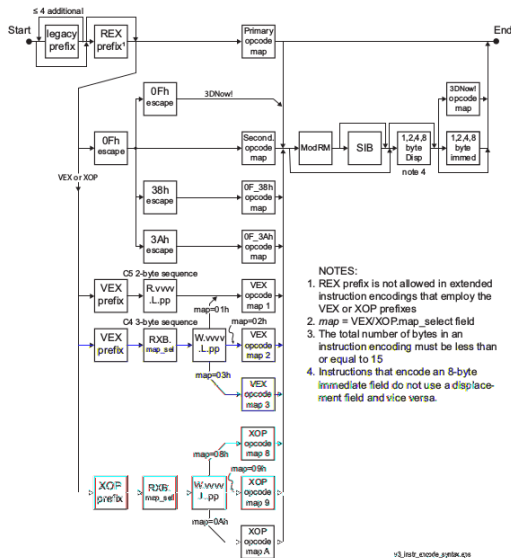 ≤ 4 additional
Start
End
legacy
prefix
REX
prefix¹
Primary
opcode
map
0Fh
escape
3DNow!
3DNow!
opcode
map
0Fh
escape
Second.
opcode
map
ModRM
SIB
1,2,4,8
byte
Disp
1,2,4,8
byte
immed
note 4
VEX or XOP
38h
escape
0F_38h
opcode
map
3Ah
escape
0F_3Ah
opcode
map
C5 2-byte sequence
VEX
prefix
R.vvvv
.L.pp
VEX
opcode
map 1
map=01h
C4 3-byte sequence
map=02h
VEX
prefix
RXB.
map_sel
W.vvvv
.L.pp
VEX
opcode
map 2
map=03h
VEX
opcode
map 3
NOTES:
1. REX prefix is not allowed in extended
instruction encodings that employ the
VEX or XOP prefixes
2. map = VEX/XOP.map_select field
3. The total number of bytes in an
instruction encoding must be less than
or equal to 15
4. Instructions that encode an 8-byte
immediate field do not use a displace-
ment field and vice versa.
XOP
opcode
map 8
map=08h
map=09h
XOP
prefix
RXB.
map_sel
W.vvvv
.L.pp
XOP
opcode
map 9
map=0Ah
XOP
opcode
map A
v3_instr_encode_syntax.eps